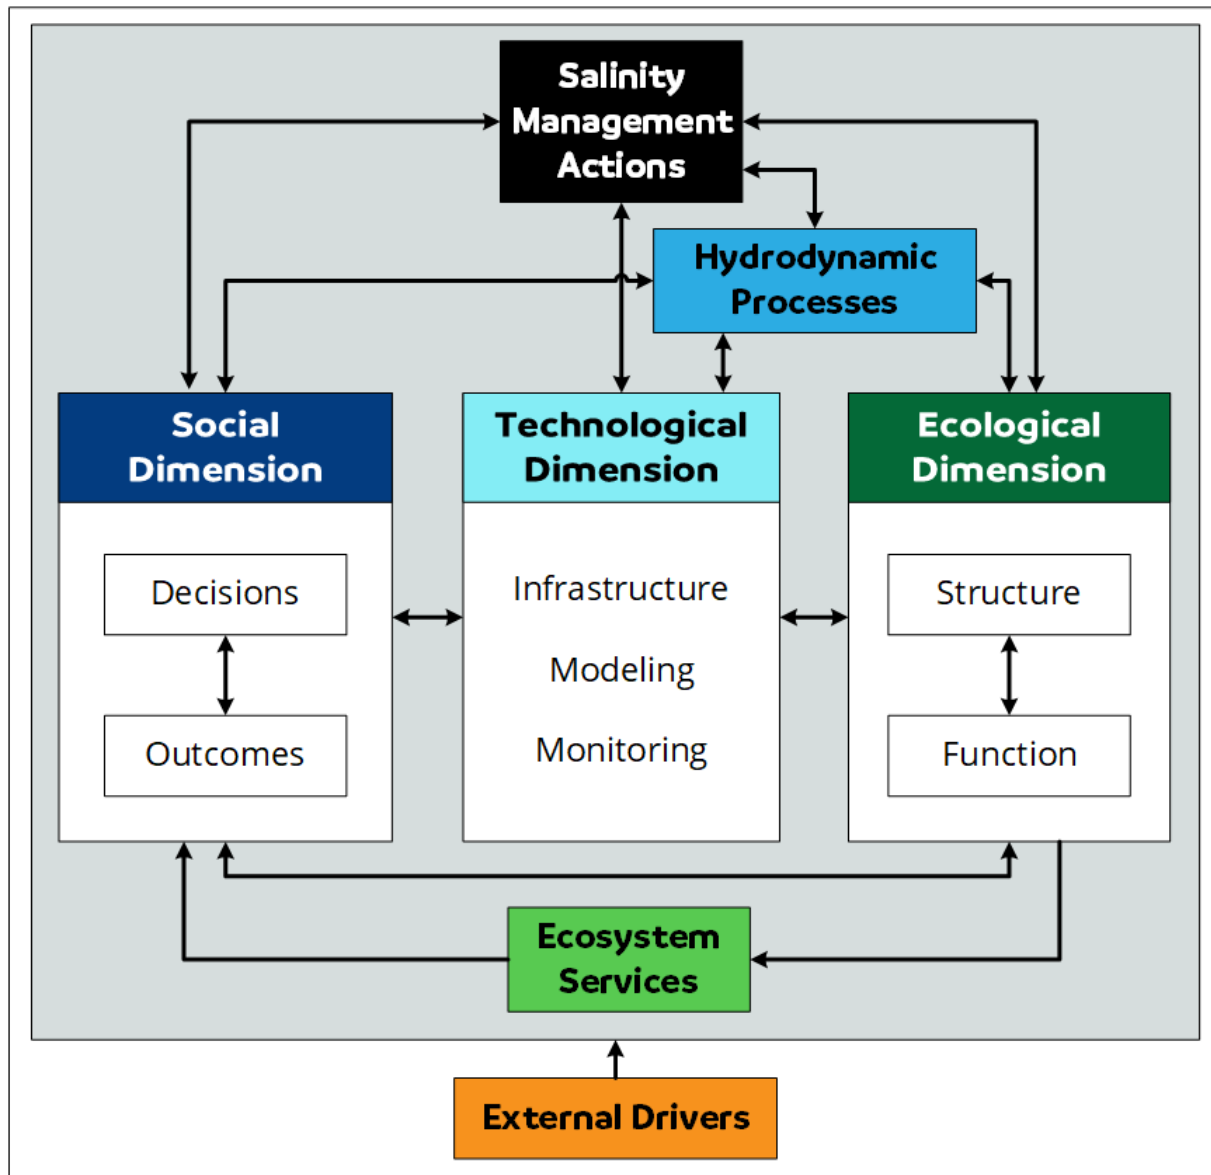 Salinity
Management
Actions
Hydrodynamic
Processes
Social
Dimension
Technological
Dimension
Ecological
Dimension
Decisions
Outcomes
Infrastructure
Modeling
Monitoring
Structure
Function
Ecosystem
Services
External Drivers